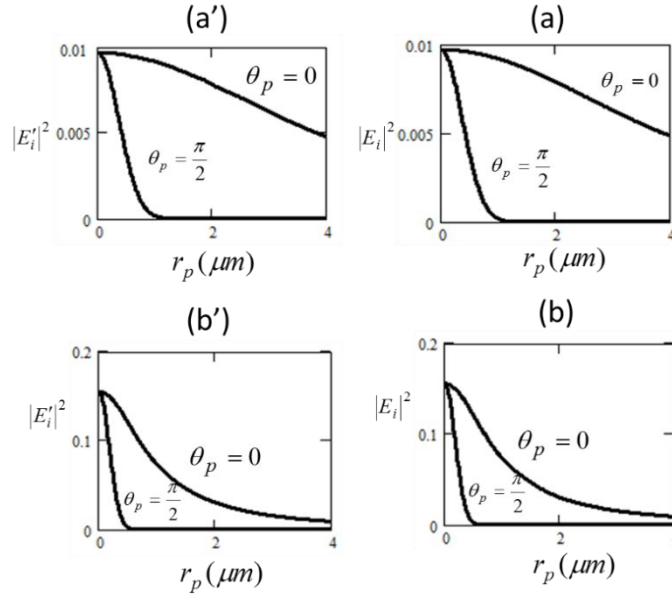 (a’) (a)
0.01 0.01
θp = 0 θp = 0
|E′i|² 0.005 |Ei|² 0.005
θp = π/2 θp = π/2
0 0
0 2 4 0 2 4
rp (μm) rp (μm)
(b’) (b)
0.2 0.2
|E′i|² |Ei|²
0.1 θp = 0 0.1 θp = 0
θp = π/2 θp = π/2
0 0
0 2 4 0 2 4
rp (μm) rp (μm)